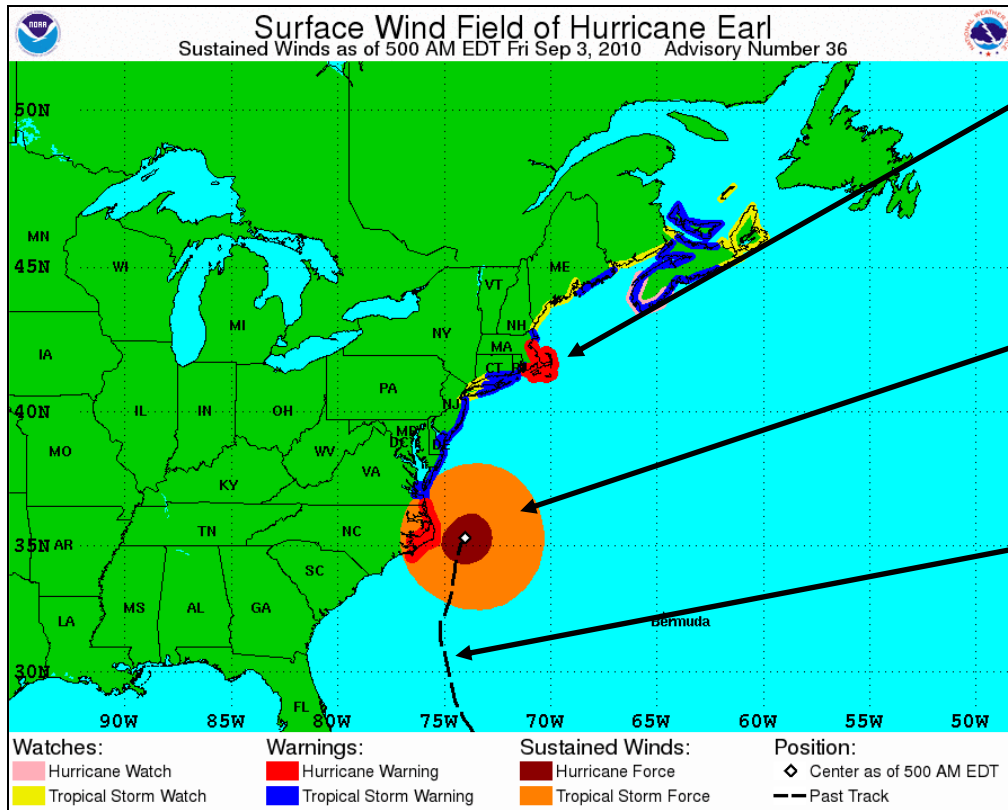 Surface Wind Field of Hurricane Earl
Sustained Winds as of 500 AM EDT Fri Sep 3, 2010 Advisory Number 36
NOAA
50N
MN
45N
WI
ME
VT
MI
NY
NH
MA
IA
CT
PA
40N
NJ
IL
IN
OH
MD
MO
DC
DE
WV
VA
KY
TN
NC
35N
AR
SC
MS
AL
GA
LA
Bermuda
30N
FL
90W 85W 80W 75W 70W 65W 60W 55W 50W
Watches: Warnings: Sustained Winds: Position:
Hurricane Watch Hurricane Warning Hurricane Force Center as of 500 AM EDT
Tropical Storm Watch Tropical Storm Warning Tropical Storm Force Past Track